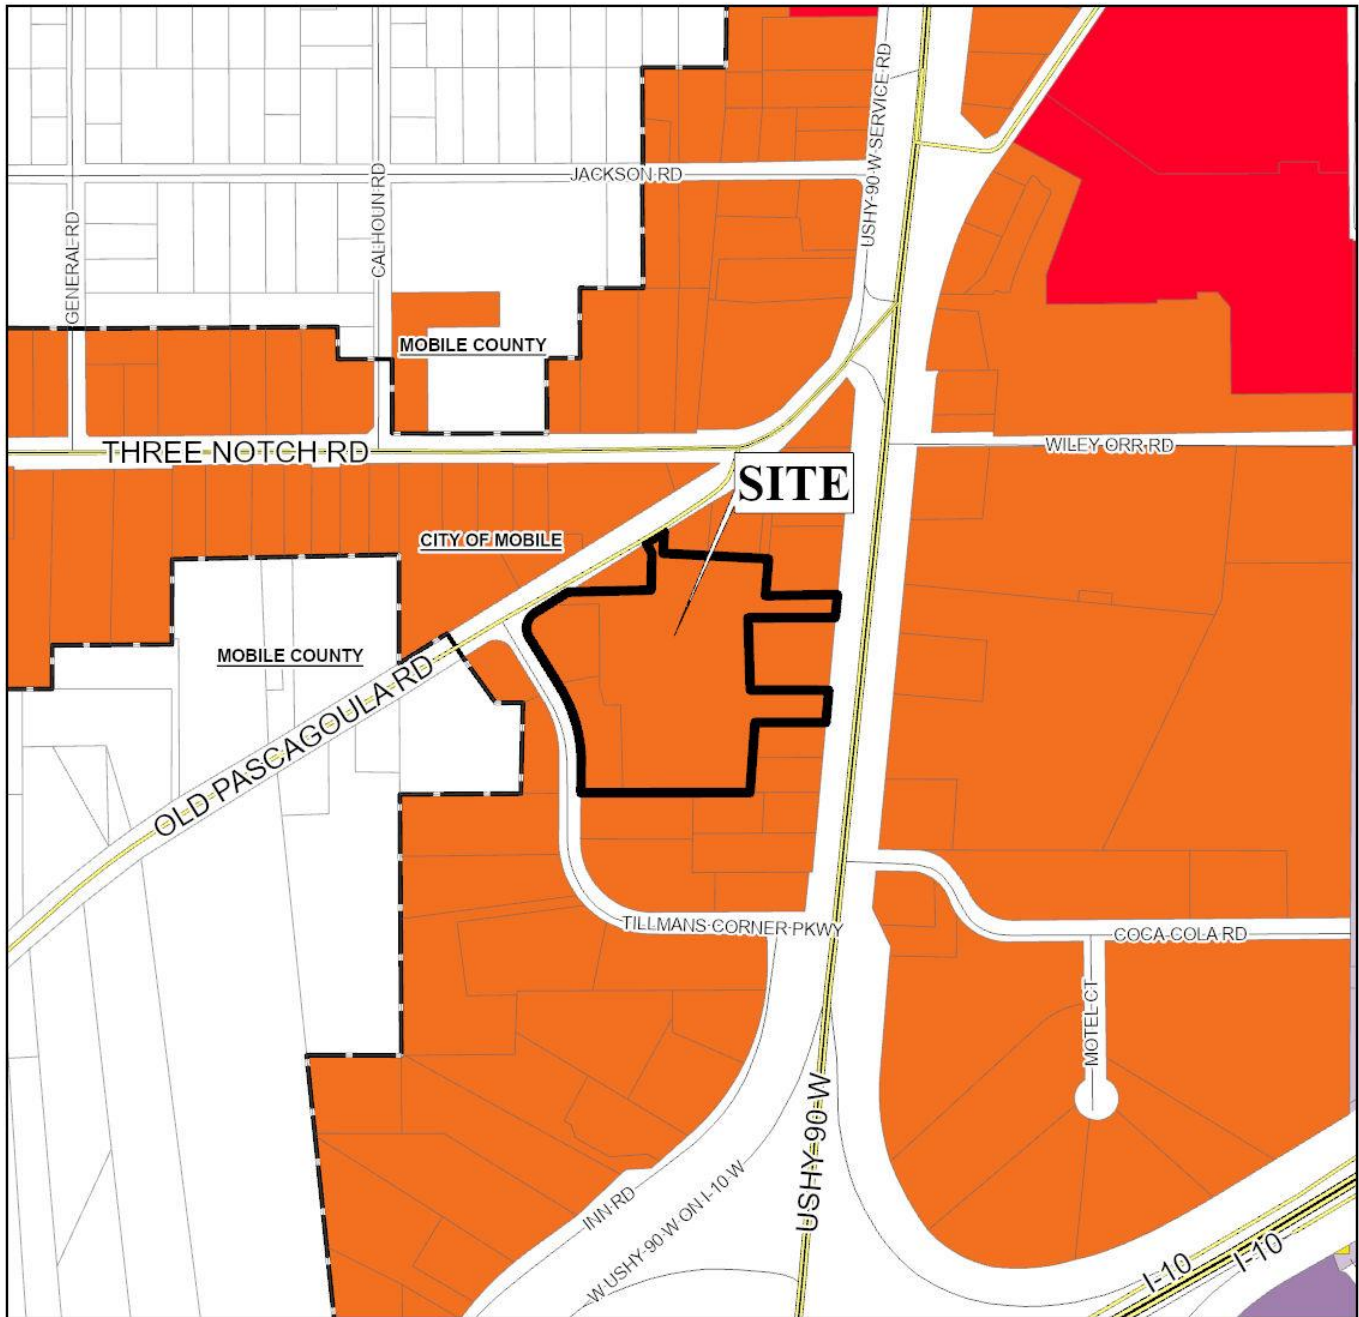 USHY-90-W-SERVICE-RD
JACKSON-RD
GENERAL-RD
CALHOUN-RD
MOBILE COUNTY
THREE NOTCH RD
WILEY ORR RD
SITE
CITY OF MOBILE
MOBILE COUNTY
OLD PASCAGOULA RD
TILLMANS-CORNER-PKWY
COCA-COLA RD
MOTEL-CT
USHY-90-W
INN-RD
W USHY-90 W ON I-10-W
I-10
I-10